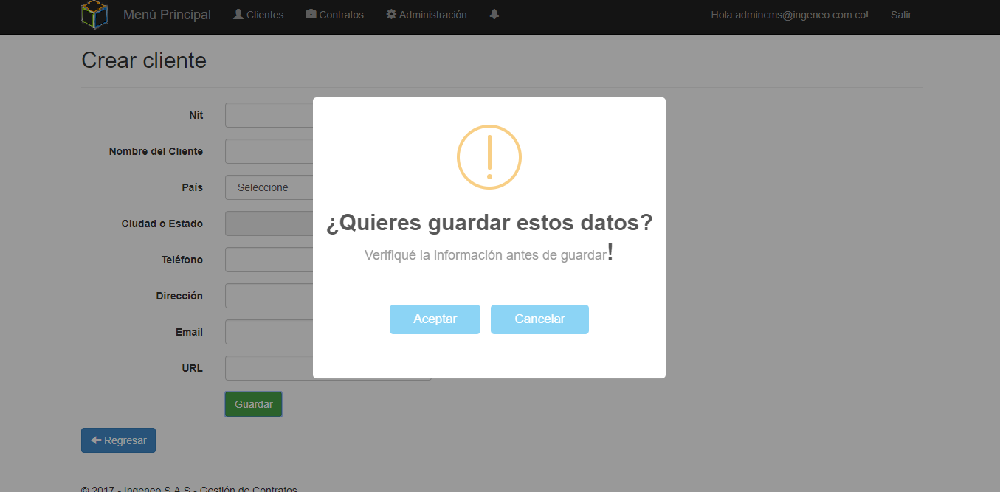 Menú Principal Clientes Contratos Administración Hola admincms@ingeneo.com.co! Salir
Crear cliente
Nit
Nombre del Cliente
País Seleccione
Ciudad o Estado
Teléfono
Dirección
Email
URL
¿Quieres guardar estos datos?
Verifiqué la información antes de guardar!
Aceptar Cancelar
Guardar
Regresar
© 2017 - Ingeneo S.A.S - Gestión de Contratos